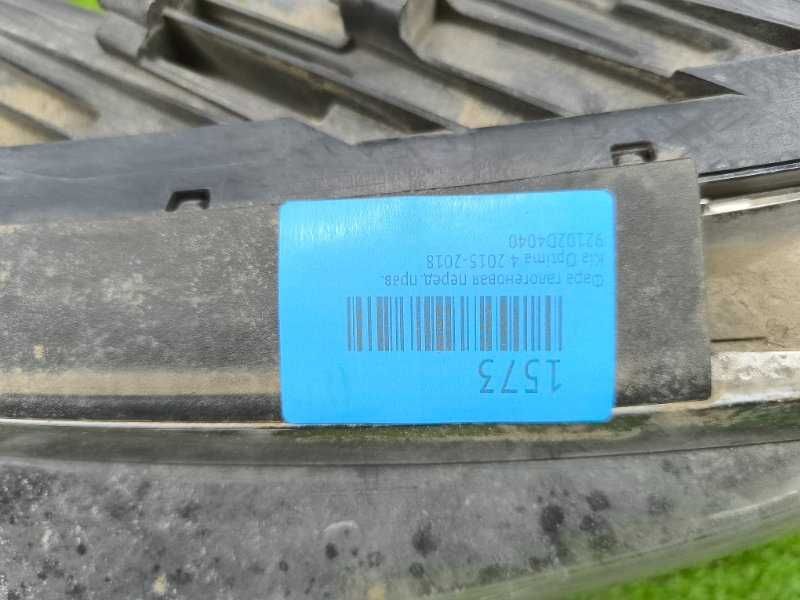 1573
Фара галогеновая перед. прав.
Kia Optima 4 2015-2018
92102D4040